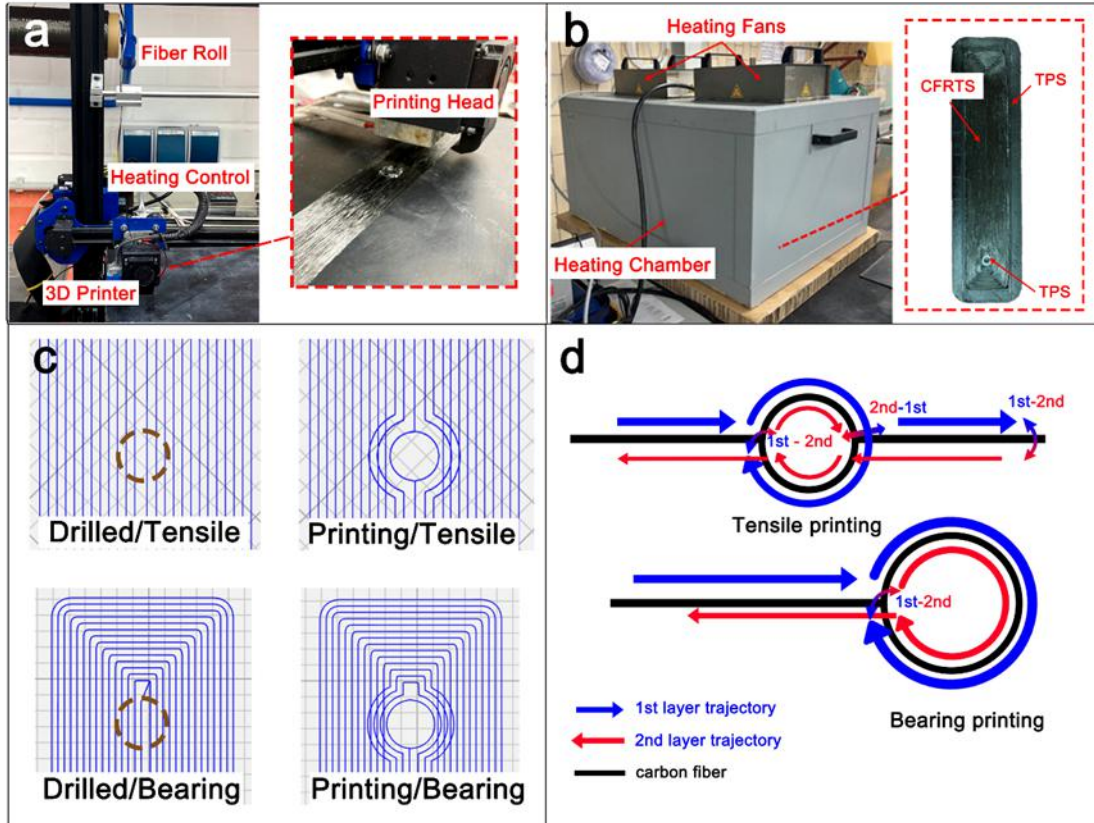 a
Fiber Roll
Printing Head
Heating Control
3D Printer
b
Heating Fans
CFRTS
TPS
Heating Chamber
TPS
c
Drilled/Tensile
Printing/Tensile
Drilled/Bearing
Printing/Bearing
d
2nd-1st
1st-2nd
1st - 2nd
Tensile printing
1st-2nd
Bearing printing
1st layer trajectory
2nd layer trajectory
carbon fiber